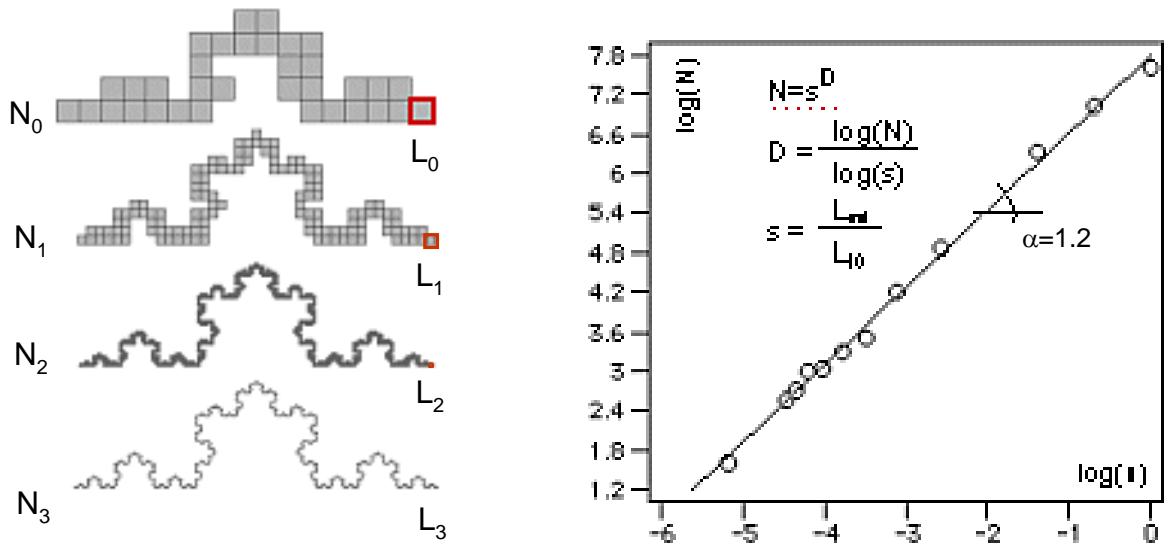 N0
L0
N1
L1
N2
L2
N3
L3
log(N)
7.8
7.2
6.6
6
5.4
4.8
4.2
3.6
3
2.4
1.8
1.2
N=s^D
D = log(N)
log(s)
s =
α=1.2
-6
-5
-4
-3
-2
-1
0